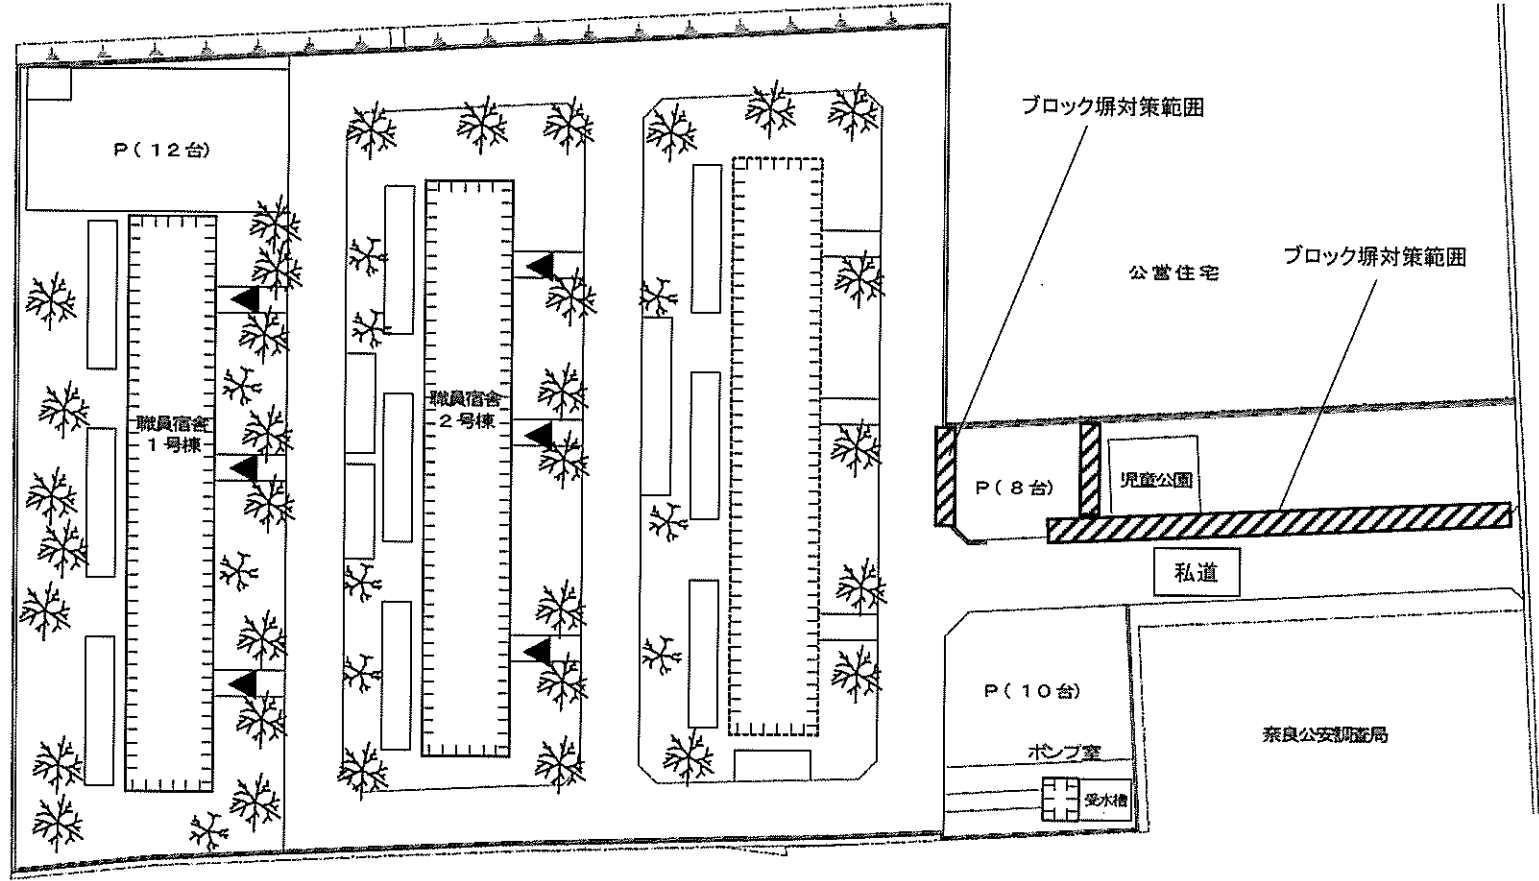 ブロック塀対策範囲
P(12台)
ブロック塀対策範囲
公営住宅
職員宿舎
1号棟
職員宿舎
2号棟
P(8台)
児童公園
私道
P(10台)
奈良公安調査局
ポンプ室
受水槽